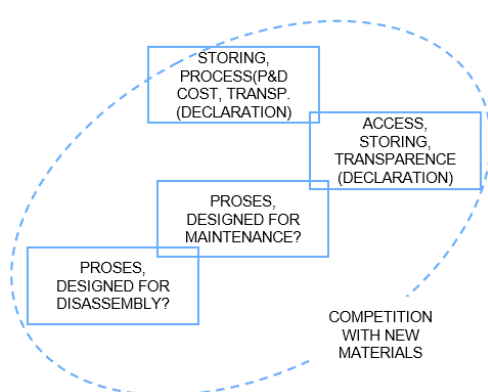 STORING,
PROCESS(P&D
COST, TRANSP.
(DECLARATION)
ACCESS,
STORING,
TRANSPARENCE
(DECLARATION)
PROSES,
DESIGNED FOR
MAINTENANCE?
PROSES,
DESIGNED FOR
DISASSEMBLY?
COMPETITION
WITH NEW
MATERIALS